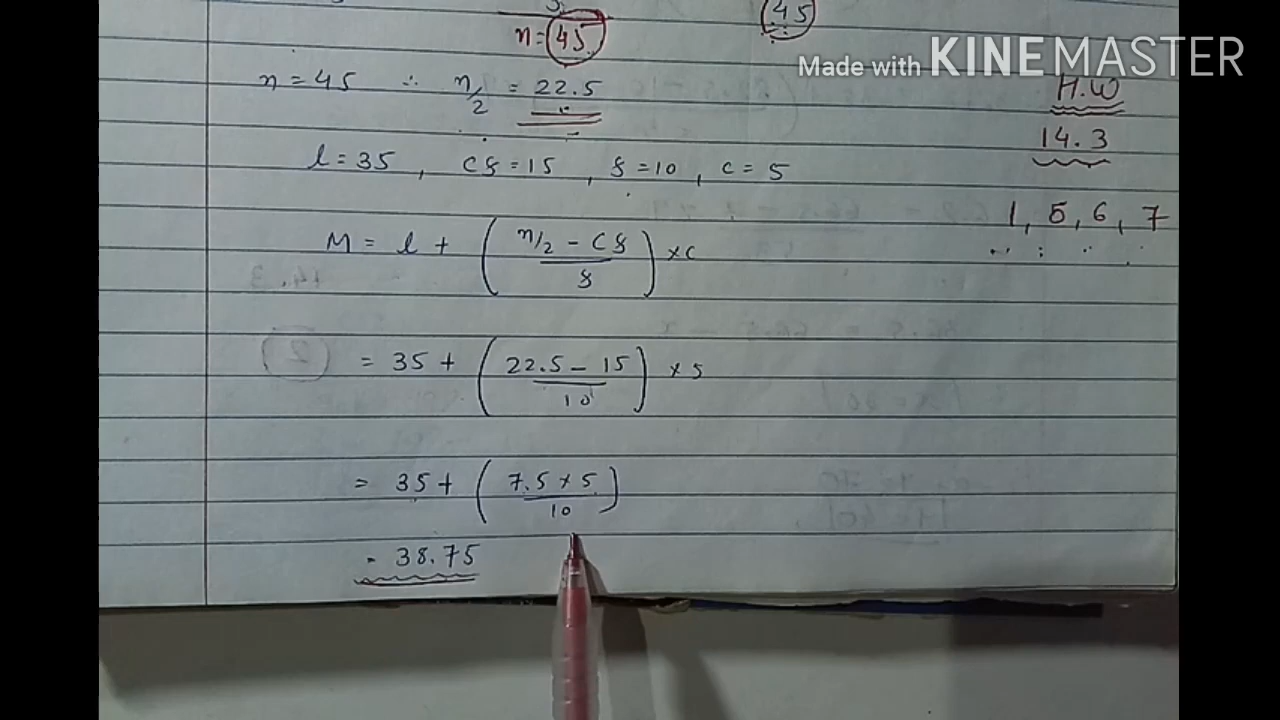 n = 45
45
Made with KINEMASTER
n = 45 ∴ n/2 = 22.5
H.W
14.3
l = 35 , cf = 15 , f = 10 , c = 5
1, 5, 6, 7
M = l + ( n/2 - cf / f ) × c
= 35 + ( 22.5 - 15 / 10 ) × 5
= 35 + ( 7.5 × 5 / 10 )
= 38.75